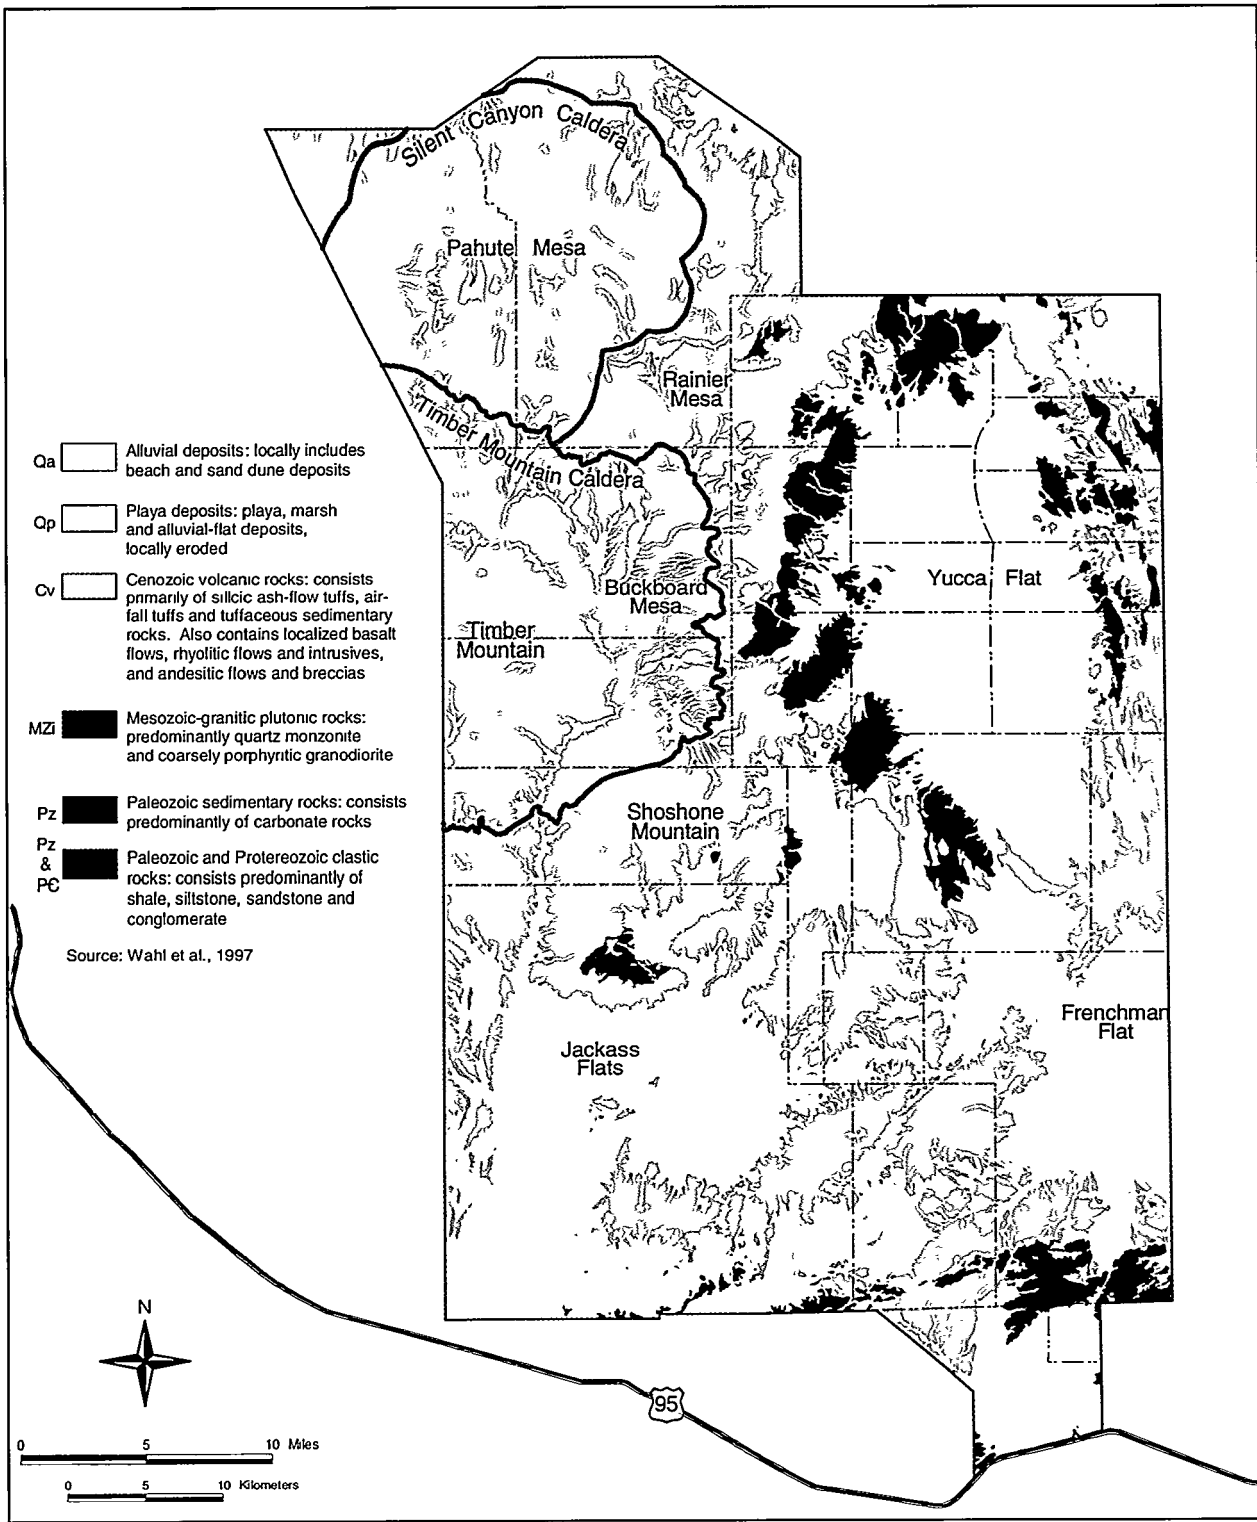 Silent Canyon Caldera
Pahute Mesa
Rainier
Mesa
Timber Mountain Caldera
Qa
Alluvial deposits: locally includes
beach and sand dune deposits
Qp
Playa deposits: playa, marsh
and alluvial-flat deposits,
locally eroded
Cv
Cenozoic volcanic rocks: consists
primarily of silicic ash-flow tuffs, air-
fall tuffs and tuffaceous sedimentary
rocks. Also contains localized basalt
flows, rhyolitic flows and intrusives,
and andesitic flows and breccias
Yucca Flat
Buckboard
Mesa
Timber
Mountain
MZi
Mesozoic-granitic plutonic rocks:
predominantly quartz monzonite
and coarsely porphyritic granodiorite
Pz
Paleozoic sedimentary rocks: consists
predominantly of carbonate rocks
Shoshone
Mountain
Pz
&
P€
Paleozoic and Protereozoic clastic
rocks: consists predominantly of
shale, siltstone, sandstone and
conglomerate
Source: Wahl et al., 1997
Frenchman
Flat
Jackass
Flats
N
95
0 5 10 Miles
0 5 10 Kilometers